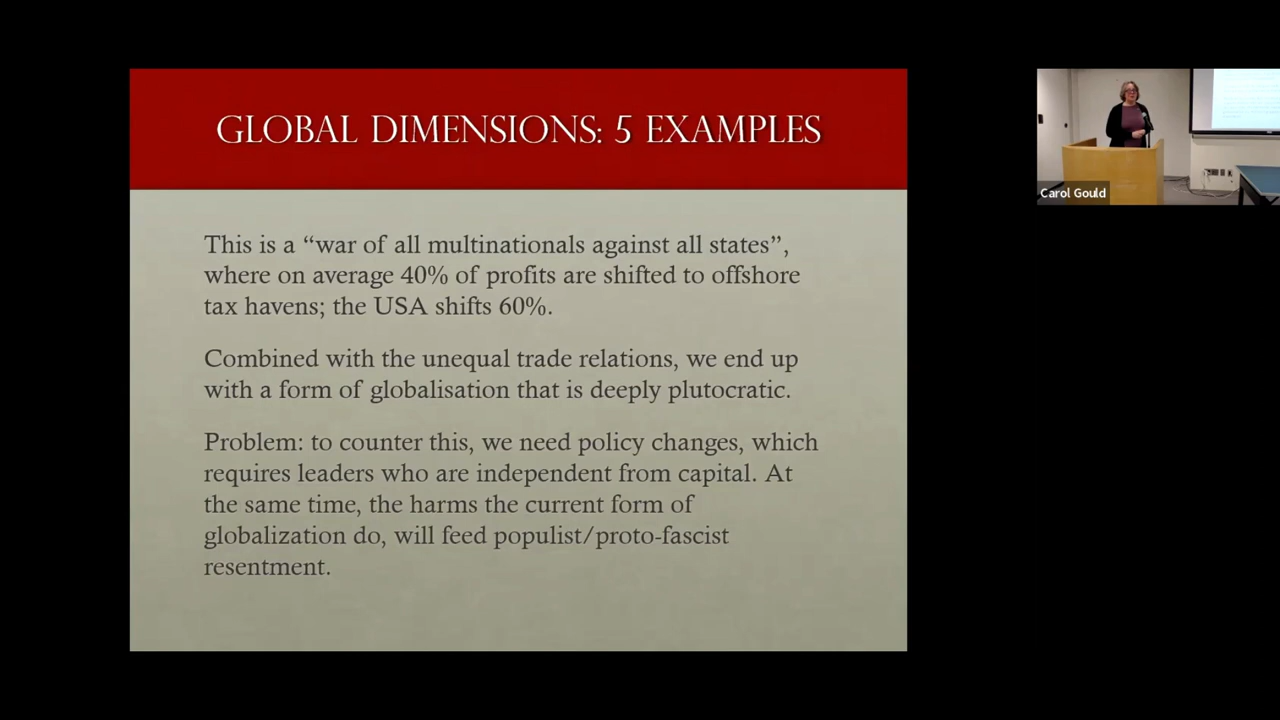 GLOBAL DIMENSIONS: 5 EXAMPLES
This is a “war of all multinationals against all states”,
where on average 40% of profits are shifted to offshore
tax havens; the USA shifts 60%.
Combined with the unequal trade relations, we end up
with a form of globalisation that is deeply plutocratic.
Problem: to counter this, we need policy changes, which
requires leaders who are independent from capital. At
the same time, the harms the current form of
globalization do, will feed populist/proto-fascist
resentment.
Carol Gould